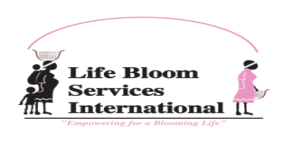 Life Bloom
Services
International
"Empowering for a Blooming Life"